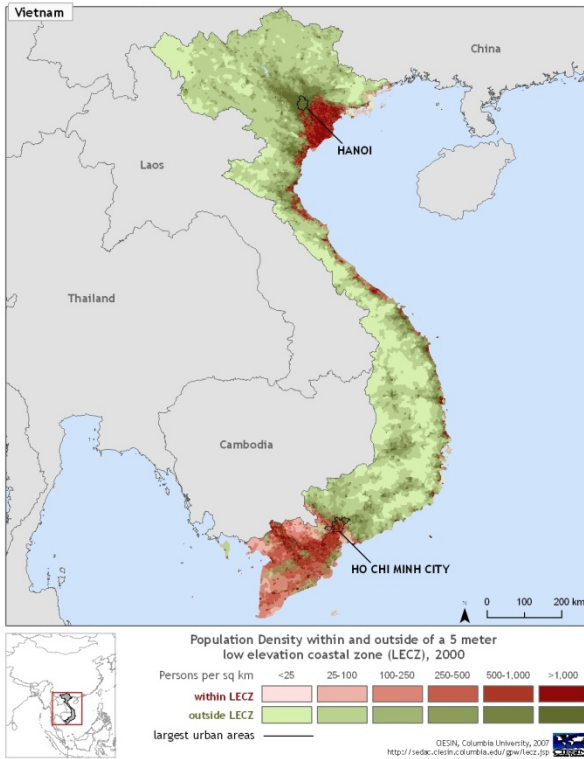 Vietnam
China
HANOI
Laos
Thailand
Cambodia
HO CHI MINH CITY
0 100 200 km
Population Density within and outside of a 5 meter
low elevation coastal zone (LECZ), 2000
Persons per sq km <25 25-100 100-250 250-500 500-1,000 >1,000
within LECZ
outside LECZ
largest urban areas
CIESIN, Columbia University, 2007
http://sedac.ciesin.columbia.edu/gpw/lecz.jsp